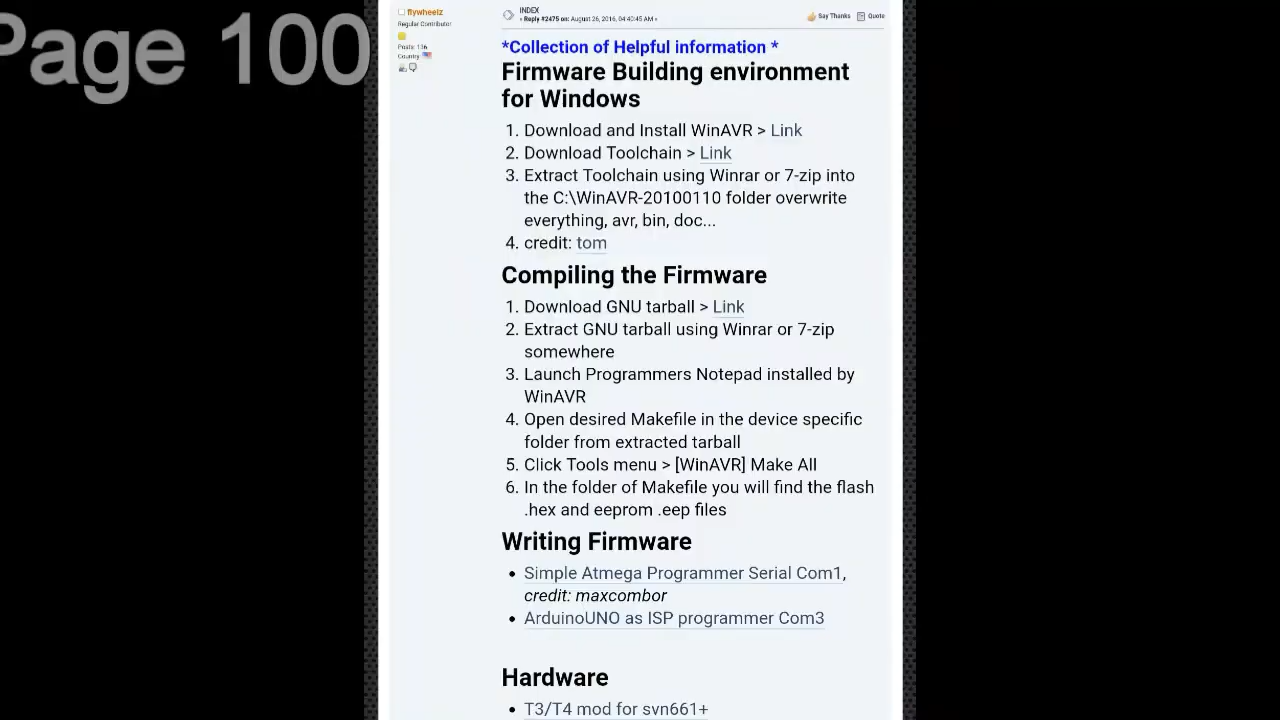 Page 100
flywheelz
Regular Contributor
Posts: 136
Country:
INDEX
« Reply #2475 on: August 26, 2016, 04:40:45 AM »
Say Thanks Quote
*Collection of Helpful information *
Firmware Building environment
for Windows
1. Download and Install WinAVR > Link
2. Download Toolchain > Link
3. Extract Toolchain using Winrar or 7-zip into
the C:\WinAVR-20100110 folder overwrite
everything, avr, bin, doc...
4. credit: tom
Compiling the Firmware
1. Download GNU tarball > Link
2. Extract GNU tarball using Winrar or 7-zip
somewhere
3. Launch Programmers Notepad installed by
WinAVR
4. Open desired Makefile in the device specific
folder from extracted tarball
5. Click Tools menu > [WinAVR] Make All
6. In the folder of Makefile you will find the flash
.hex and eeprom .eep files
Writing Firmware
• Simple Atmega Programmer Serial Com1,
credit: maxcombor
• ArduinoUNO as ISP programmer Com3
Hardware
• T3/T4 mod for svn661+